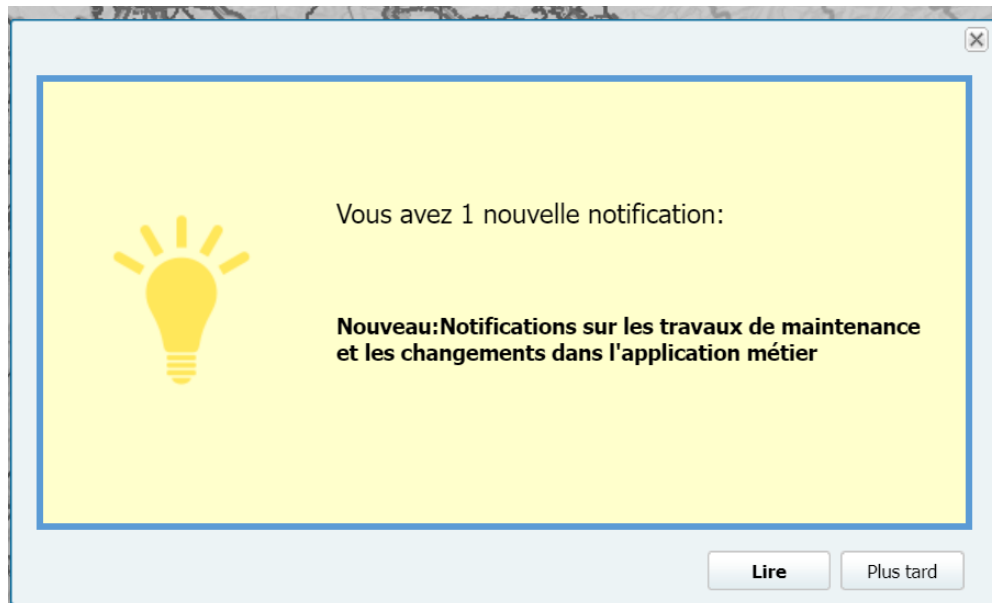 Vous avez 1 nouvelle notification:
Nouveau:Notifications sur les travaux de maintenance
et les changements dans l'application métier
Lire
Plus tard